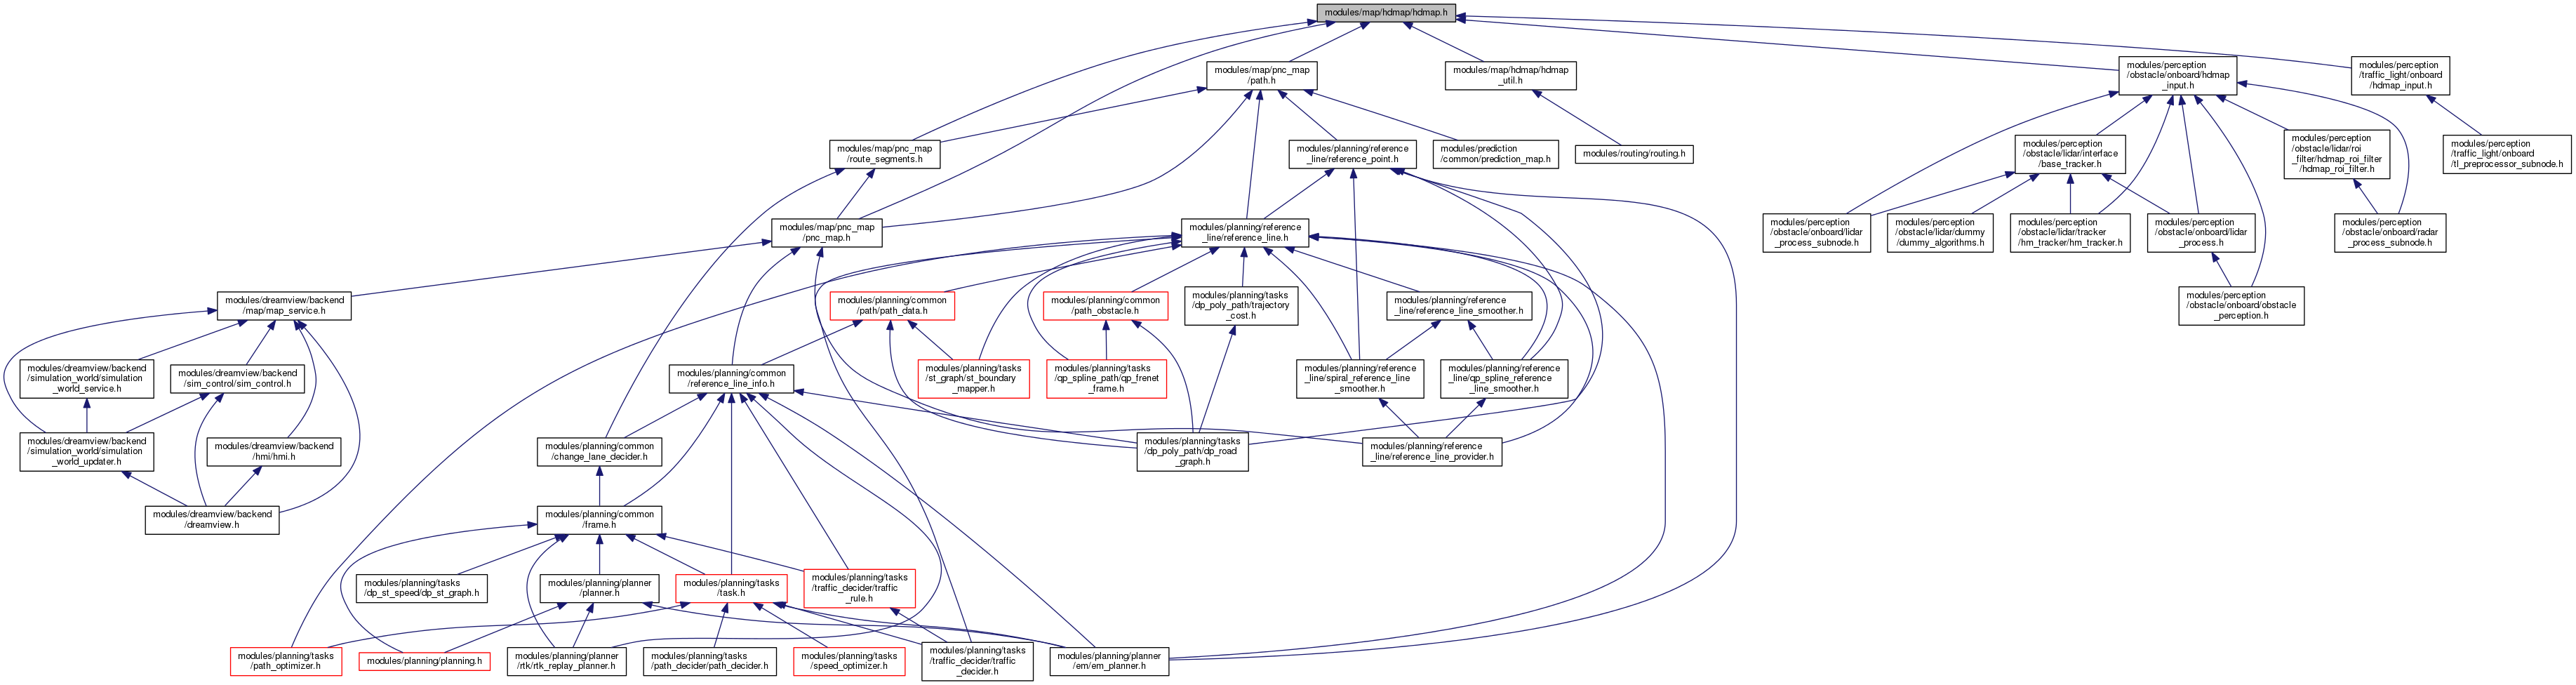 modules/map/hdmap/hdmap.h
modules/map/pnc_map
/path.h
modules/map/hdmap/hdmap
_util.h
modules/perception
/obstacle/onboard/hdmap
_input.h
modules/perception
/traffic_light/onboard
/hdmap_input.h
modules/map/pnc_map
/route_segments.h
modules/planning/reference
_line/reference_point.h
modules/prediction
/common/prediction_map.h
modules/routing/routing.h
modules/perception
/obstacle/lidar/interface
/base_tracker.h
modules/perception
/obstacle/lidar/roi
_filter/hdmap_roi_filter
/hdmap_roi_filter.h
modules/perception
/traffic_light/onboard
/tl_preprocessor_subnode.h
modules/map/pnc_map
/pnc_map.h
modules/planning/reference
_line/reference_line.h
modules/perception
/obstacle/onboard/lidar
_process_subnode.h
modules/perception
/obstacle/lidar/dummy
/dummy_algorithms.h
modules/perception
/obstacle/lidar/tracker
/hm_tracker/hm_tracker.h
modules/perception
/obstacle/onboard/lidar
_process.h
modules/perception
/obstacle/onboard/radar
_process_subnode.h
modules/dreamview/backend
/map/map_service.h
modules/planning/common
/path/path_data.h
modules/planning/common
/path_obstacle.h
modules/planning/tasks
/dp_poly_path/trajectory
_cost.h
modules/planning/reference
_line/reference_line_smoother.h
modules/perception
/obstacle/onboard/obstacle
_perception.h
modules/dreamview/backend
/simulation_world/simulation
_world_service.h
modules/dreamview/backend
/sim_control/sim_control.h
modules/planning/common
/reference_line_info.h
modules/planning/tasks
/st_graph/st_boundary
_mapper.h
modules/planning/tasks
/qp_spline_path/qp_frenet
_frame.h
modules/planning/reference
_line/spiral_reference_line
_smoother.h
modules/planning/reference
_line/qp_spline_reference
_line_smoother.h
modules/dreamview/backend
/simulation_world/simulation
_world_updater.h
modules/dreamview/backend
/hmi/hmi.h
modules/planning/common
/change_lane_decider.h
modules/planning/tasks
/dp_poly_path/dp_road
_graph.h
modules/planning/reference
_line/reference_line_provider.h
modules/dreamview/backend
/dreamview.h
modules/planning/common
/frame.h
modules/planning/tasks
/dp_st_speed/dp_st_graph.h
modules/planning/planner
/planner.h
modules/planning/tasks
/task.h
modules/planning/tasks
/traffic_decider/traffic
_rule.h
modules/planning/tasks
/path_optimizer.h
modules/planning/planning.h
modules/planning/planner
/rtk/rtk_replay_planner.h
modules/planning/tasks
/path_decider/path_decider.h
modules/planning/tasks
/speed_optimizer.h
modules/planning/tasks
/traffic_decider/traffic
_decider.h
modules/planning/planner
/em/em_planner.h